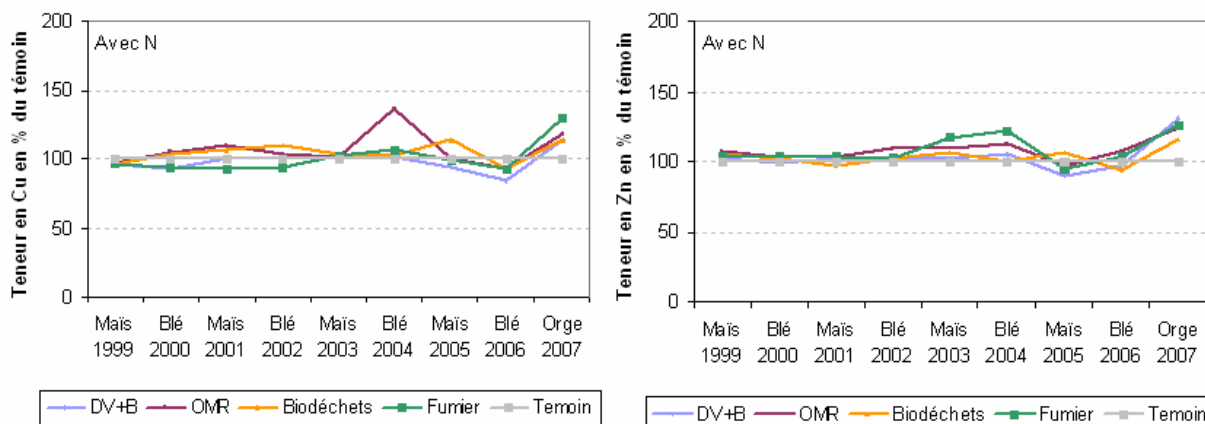 Teneur en Cu en % du témoin
200
150
100
50
0
Avec N
Maïs 1999
Blé 2000
Maïs 2001
Blé 2002
Maïs 2003
Blé 2004
Maïs 2005
Blé 2006
Orge 2007
DV+B OMR Biodéchets Fumier Temoin
Teneur en Zn en % du témoin
200
150
100
50
0
Avec N
Maïs 1999
Blé 2000
Maïs 2001
Blé 2002
Maïs 2003
Blé 2004
Maïs 2005
Blé 2006
Orge 2007
DV+B OMR Biodéchets Fumier Temoin